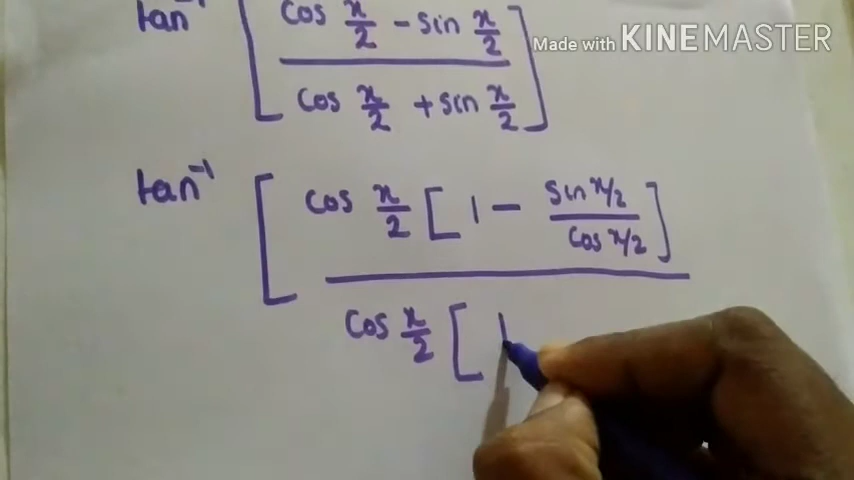 tan⁻¹ [ cos x/2 - sin x/2
Made with KINEMASTER
cos x/2 + sin x/2 ]
tan⁻¹ [ cos x/2 [ 1 - sin x/2
cos x/2 ]
cos x/2 [ 1